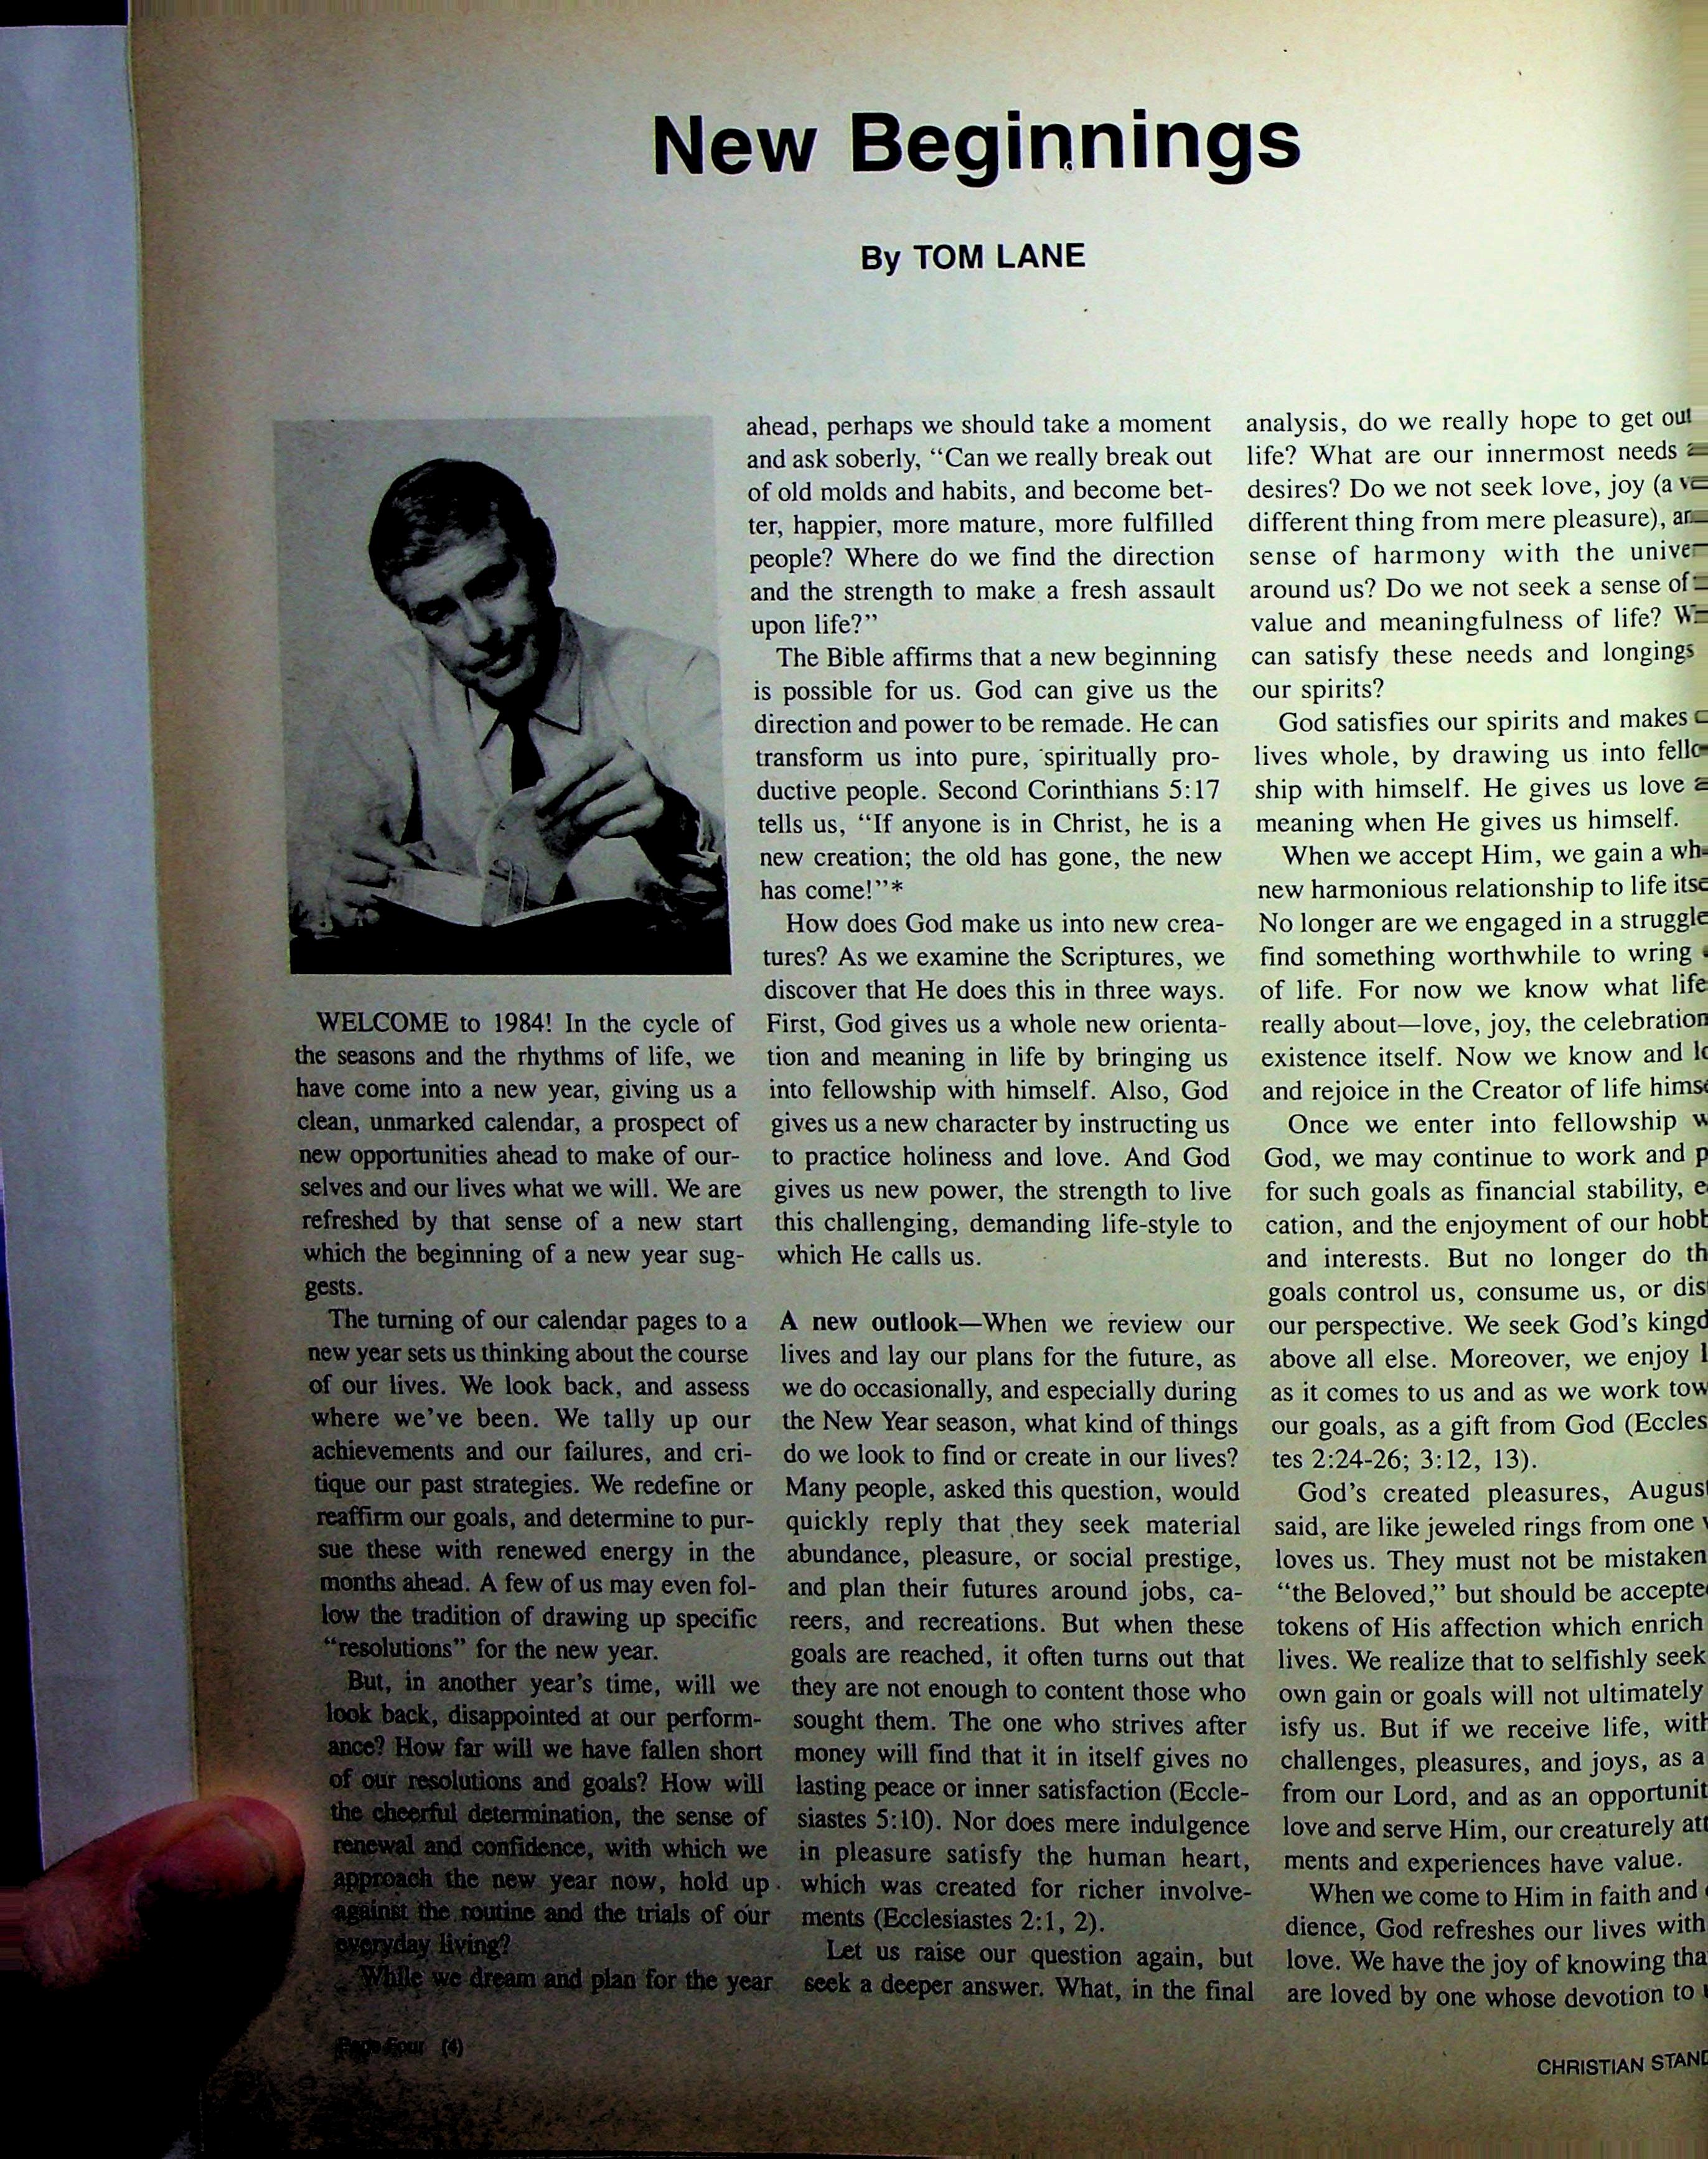 New Beginnings
By TOM LANE
WELCOME to 1984! In the cycle of
the seasons and the rhythms of life, we
have come into a new year, giving us a
clean, unmarked calendar, a prospect of
new opportunities ahead to make of our-
selves and our lives what we will. We are
refreshed by that sense of a new start
which the beginning of a new year sug-
gests.
The turning of our calendar pages to a
new year sets us thinking about the course
of our lives. We look back, and assess
where we've been. We tally up our
achievements and our failures, and cri-
tique our past strategies. We redefine or
reaffirm our goals, and determine to pur-
sue these with renewed energy in the
months ahead. A few of us may even fol-
low the tradition of drawing up specific
“resolutions” for the new year.
But, in another year's time, will we
look back, disappointed at our perform-
ance? How far will we have fallen short
of our resolutions and goals? How will
the cheerful determination, the sense of
renewal and confidence, with which we
approach the new year now, hold up
against the routine and the trials of our
everyday living?
While we dream and plan for the year
ahead, perhaps we should take a moment
and ask soberly, “Can we really break out
of old molds and habits, and become bet-
ter, happier, more mature, more fulfilled
people? Where do we find the direction
and the strength to make a fresh assault
upon life?”
The Bible affirms that a new beginning
is possible for us. God can give us the
direction and power to be remade. He can
transform us into pure, spiritually pro-
ductive people. Second Corinthians 5:17
tells us, “If anyone is in Christ, he is a
new creation; the old has gone, the new
has come!”*
How does God make us into new crea-
tures? As we examine the Scriptures, we
discover that He does this in three ways.
First, God gives us a whole new orienta-
tion and meaning in life by bringing us
into fellowship with himself. Also, God
gives us a new character by instructing us
to practice holiness and love. And God
gives us new power, the strength to live
this challenging, demanding life-style to
which He calls us.
A new outlook—When we review our
lives and lay our plans for the future, as
we do occasionally, and especially during
the New Year season, what kind of things
do we look to find or create in our lives?
Many people, asked this question, would
quickly reply that they seek material
abundance, pleasure, or social prestige,
and plan their futures around jobs, ca-
reers, and recreations. But when these
goals are reached, it often turns out that
they are not enough to content those who
sought them. The one who strives after
money will find that it in itself gives no
lasting peace or inner satisfaction (Eccle-
siastes 5:10). Nor does mere indulgence
in pleasure satisfy the human heart,
which was created for richer involve-
ments (Ecclesiastes 2:1, 2).
Let us raise our question again, but
seek a deeper answer. What, in the final
analysis, do we really hope to get out
life? What are our innermost needs
desires? Do we not seek love, joy (a
different thing from mere pleasure),
sense of harmony with the
around us? Do we not seek a sense of
value and meaningfulness of life?
can satisfy these needs and longings
our spirits?
God satisfies our spirits and makes
lives whole, by drawing us into
ship with himself. He gives us love
meaning when He gives us himself.
When we accept Him, we gain a
new harmonious relationship to life
No longer are we engaged in a struggle
find something worthwhile to wring
of life. For now we know what life
really about—love, joy, the celebration
existence itself. Now we know and
and rejoice in the Creator of life
Once we enter into fellowship
God, we may continue to work and
for such goals as financial stability,
cation, and the enjoyment of our
and interests. But no longer do
goals control us, consume us, or
our perspective. We seek God's
above all else. Moreover, we enjoy
as it comes to us and as we work
our goals, as a gift from God (Eccles
tes 2:24-26; 3:12, 13).
God's created pleasures,
said, are like jeweled rings from one
loves us. They must not be mistaken
“the Beloved,” but should be
tokens of His affection which enrich
lives. We realize that to selfishly seek
own gain or goals will not ultimately
isfy us. But if we receive life,
challenges, pleasures, and joys, as a
from our Lord, and as an
love and serve Him, our creaturely
ments and experiences have value.
When we come to Him in faith and
dience, God refreshes our lives with
love. We have the joy of knowing
are loved by one whose devotion to
Page Four (4)
CHRISTIAN